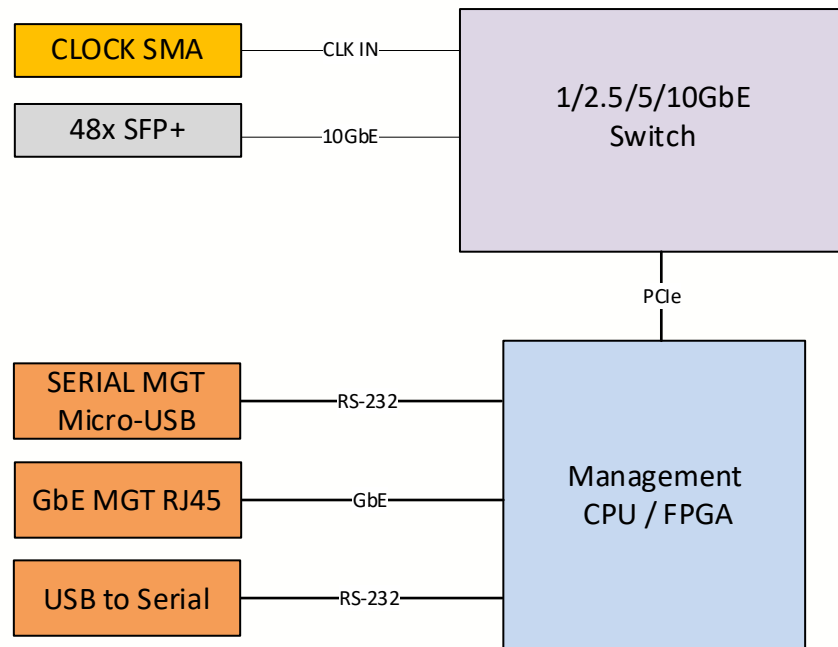 CLOCK SMA
CLK IN
1/2.5/5/10GbE
Switch
48x SFP+
10GbE
PCIe
SERIAL MGT
Micro-USB
RS-232
Management
CPU / FPGA
GbE MGT RJ45
GbE
USB to Serial
RS-232